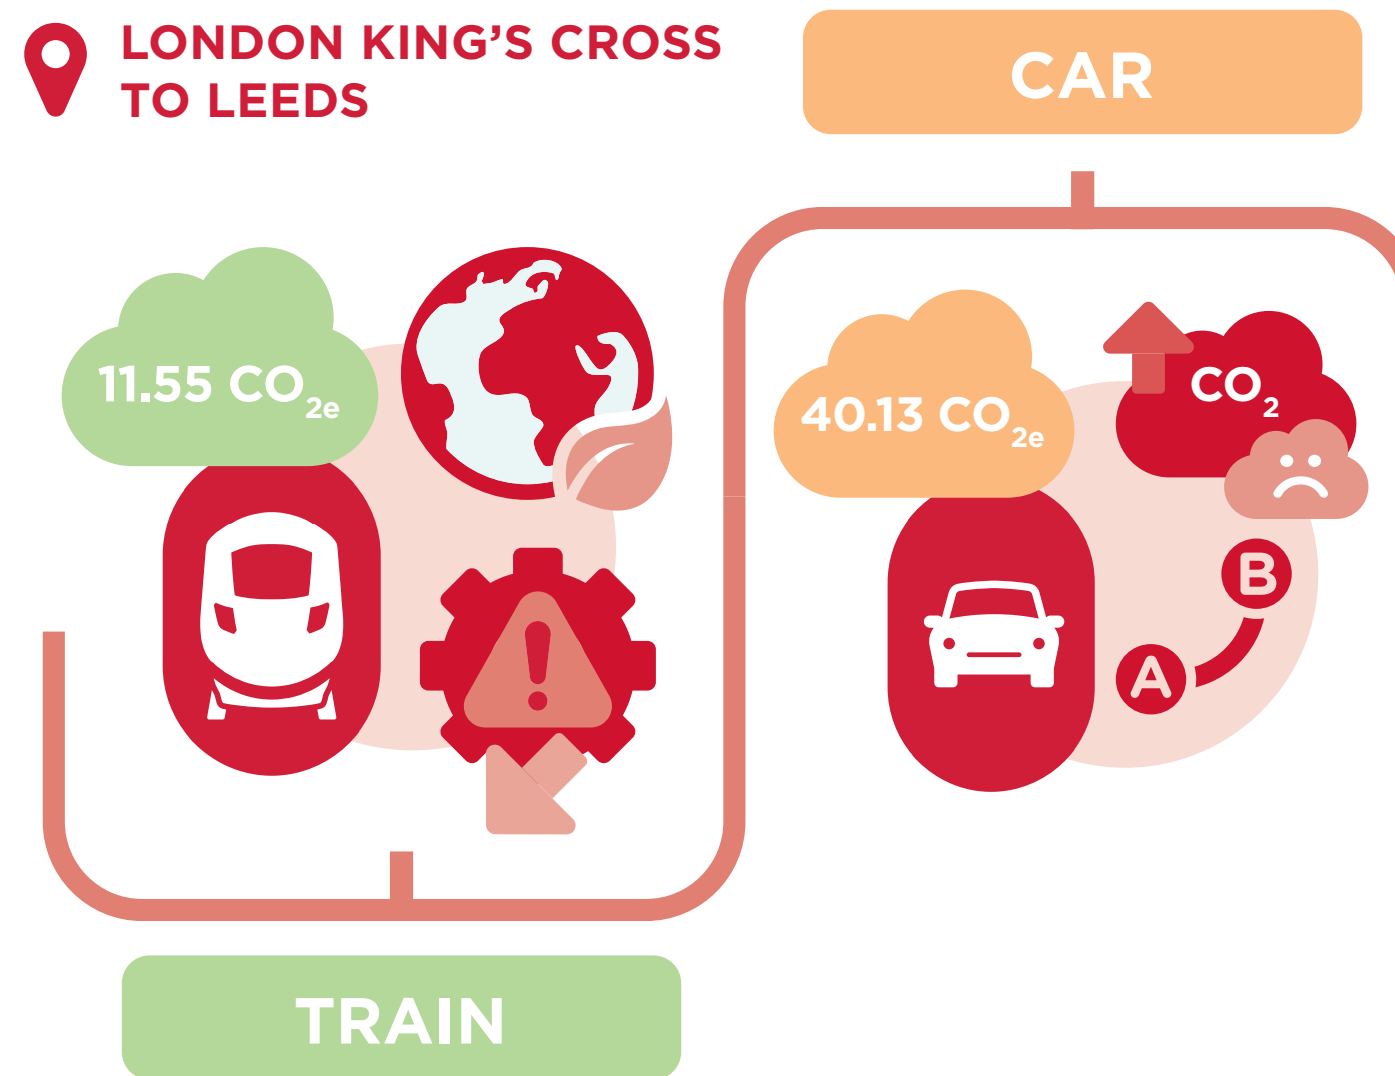 LONDON KING’S CROSS
TO LEEDS
CAR
11.55 CO2e
40.13 CO2e
CO2
B
A
TRAIN